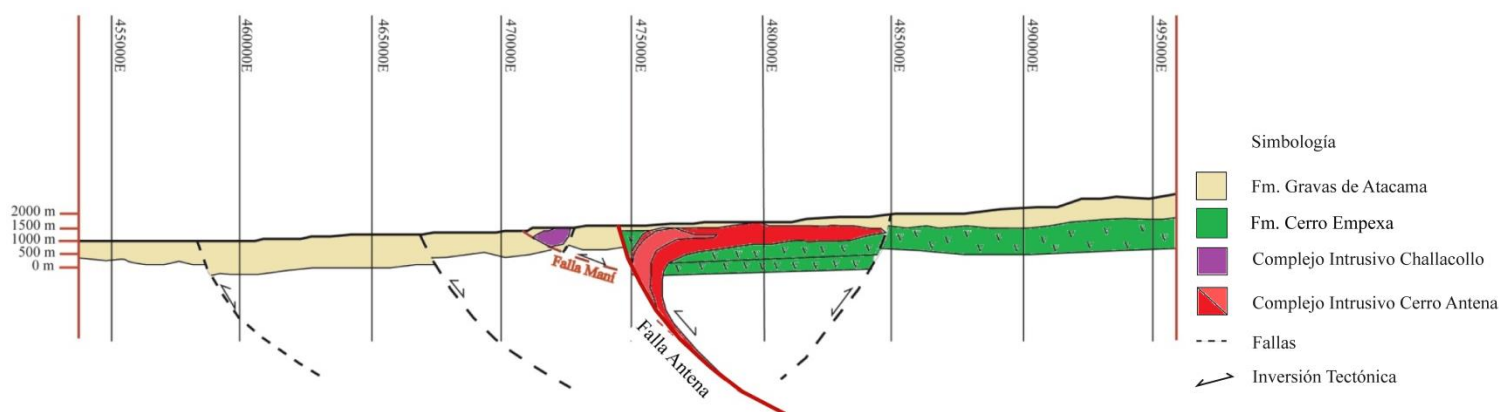 455000E
460000E
465000E
470000E
475000E
480000E
485000E
490000E
495000E
2000 m
1500 m
1000 m
500 m
0 m
Falla Maní
Falla Antena
Simbología
Fm. Gravas de Atacama
Fm. Cerro Empexa
Complejo Intrusivo Challacollo
Complejo Intrusivo Cerro Antena
Fallas
Inversión Tectónica